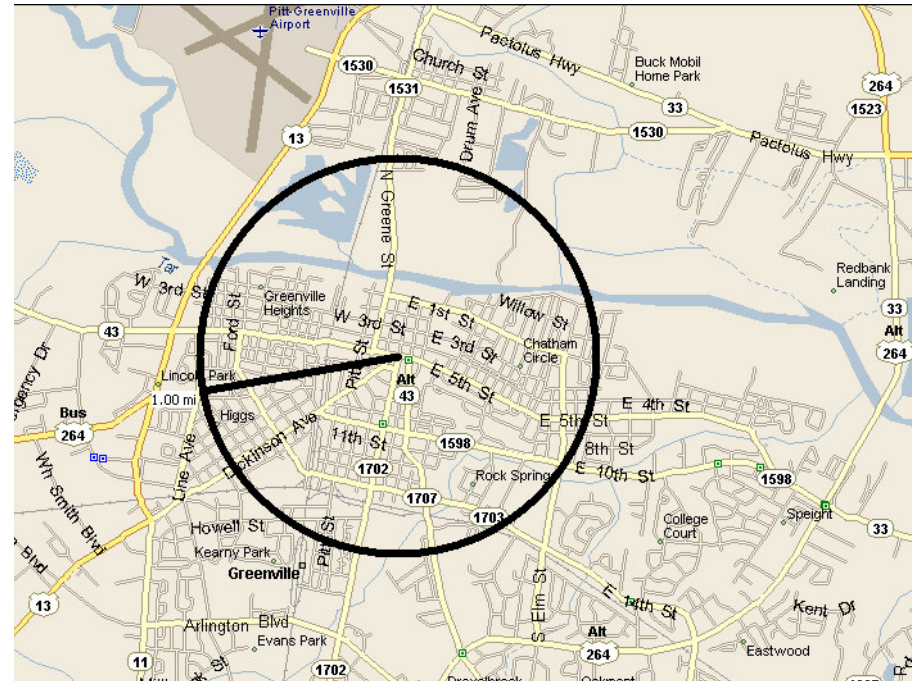 Pitt-Greenville
Airport
Pactolus Hwy
Church St
1530
1531
Buck Mobil
Home Park
264
1523
33
13
Drum Ave
1530
Pactolus Hwy
N Greene St
Tar
W 3rd St
Greenville
Heights
Ford St
W 3rd St
E 1st St
Willow St
Redbank
Landing
33
Alt
264
43
E 3rd St
Chatham
Circle
Pitt St
Lincoln Park
1.00 mi
Alt
43
E 5th St
Bus
264
Higgs
Dickinson Ave
11th St
1598
E 5th St
E 4th St
8th St
E 10th St
1598
Line Ave
Wh Smith Blvd
1702
Rock Spring
1707
1703
Speight
33
Howell St
Kearny Park
Pitt St
College
Court
Greenville
13
Blvd
S Elm St
E 14th St
Kent Dr
Arlington Blvd
Evans Park
Alt
264
Eastwood
11
1702